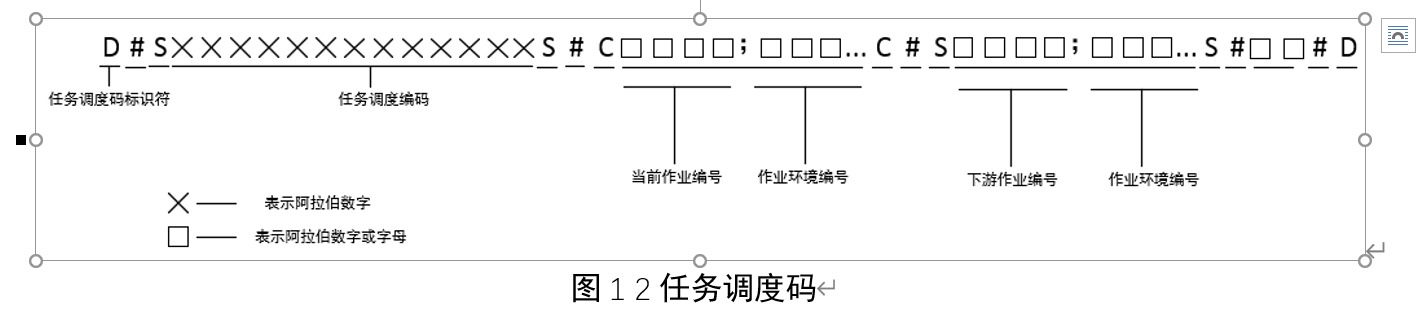 D # S××××××××××××× S # C□□□□;□□□…C # S□□□□;□□□…S #□□# D
任务调度码标识符 任务调度编码
当前作业编号 作业环境编号 下游作业编号 作业环境编号
× — 表示阿拉伯数字
□ — 表示阿拉伯数字或字母
图 1 2 任务调度码